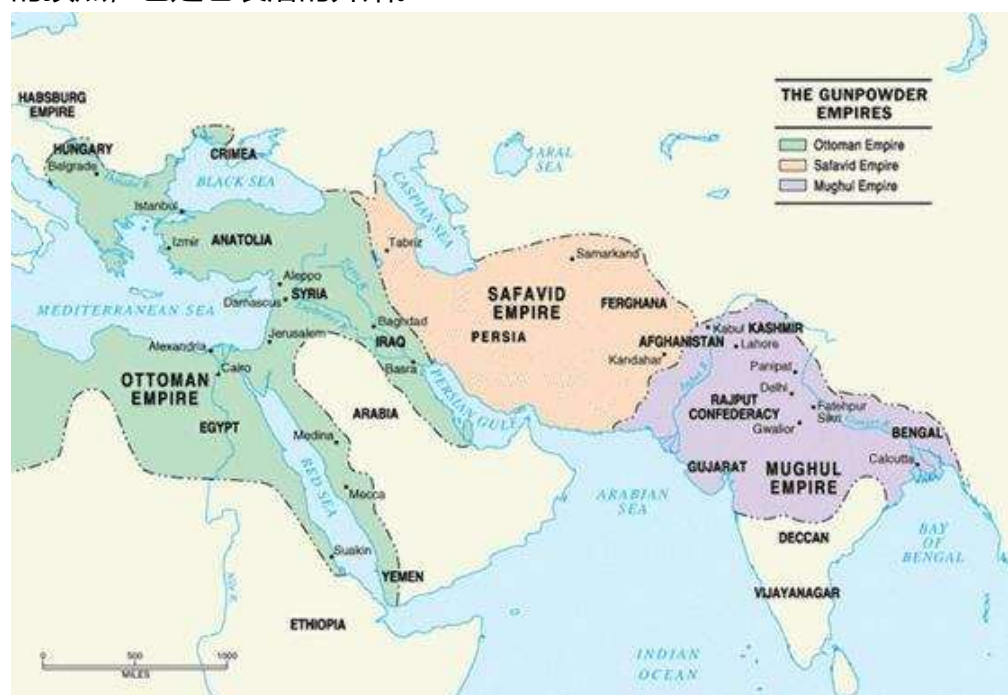 HABSBURG
EMPIRE
HUNGARY
Belgrade
Danube R.
CRIMEA
BLACK SEA
Istanbul
Izmir
ANATOLIA
CASPIAN SEA
ARAL
SEA
THE GUNPOWDER
EMPIRES
Ottoman Empire
Safavid Empire
Mughul Empire
Tabriz
Samarkand
Aleppo
SYRIA
Damascus
Tigris R.
MEDITERRANEAN SEA
SAFAVID
EMPIRE
PERSIA
FERGHANA
AFGHANISTAN
Kandahar
Kabul
KASHMIR
Lahore
Baghdad
IRAQ
Basra
Jerusalem
Alexandria
Cairo
OTTOMAN
EMPIRE
EGYPT
ARABIA
PERSIAN GULF
Medina
Mecca
RED SEA
Suakin
YEMEN
ETHIOPIA
Nile R.
Indus R.
Panipat
Delhi
RAJPUT
CONFEDERACY
Fatehpur
Sikri
Gwalior
BENGAL
Calcutta
GUJARAT
MUGHUL
EMPIRE
ARABIAN
SEA
DECCAN
BAY
OF
BENGAL
VIJAYANAGAR
INDIAN
OCEAN
0 500 1000
MILES